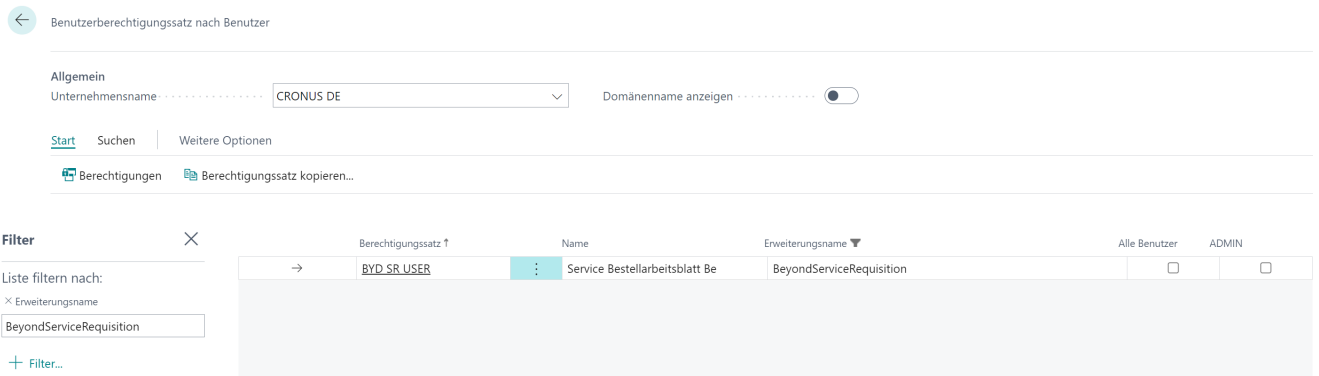 Benutzerberechtigungssatz nach Benutzer
Allgemein
Unternehmensname CRONUS DE Domänenname anzeigen
Start Suchen Weitere Optionen
Berechtigungen Berechtigungssatz kopieren...
Filter
Liste filtern nach:
× Erweiterungsname
BeyondServiceRequisition
+ Filter...
Berechtigungssatz ↑ Name Erweiterungsname Alle Benutzer ADMIN
→ BYD SR USER Service Bestellarbeitsblatt Be BeyondServiceRequisition